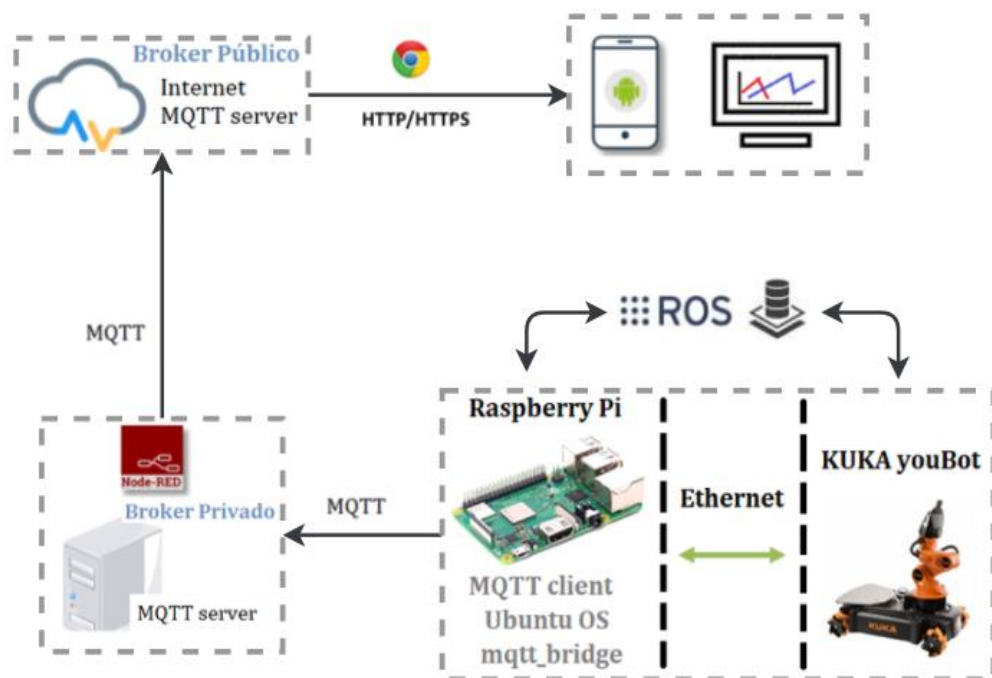 Broker Público
Internet
MQTT server
HTTP/HTTPS
MQTT
ROS
Raspberry Pi
KUKA youBot
Ethernet
Node-RED
Broker Privado
MQTT
MQTT server
MQTT client
Ubuntu OS
mqtt_bridge
KUKA